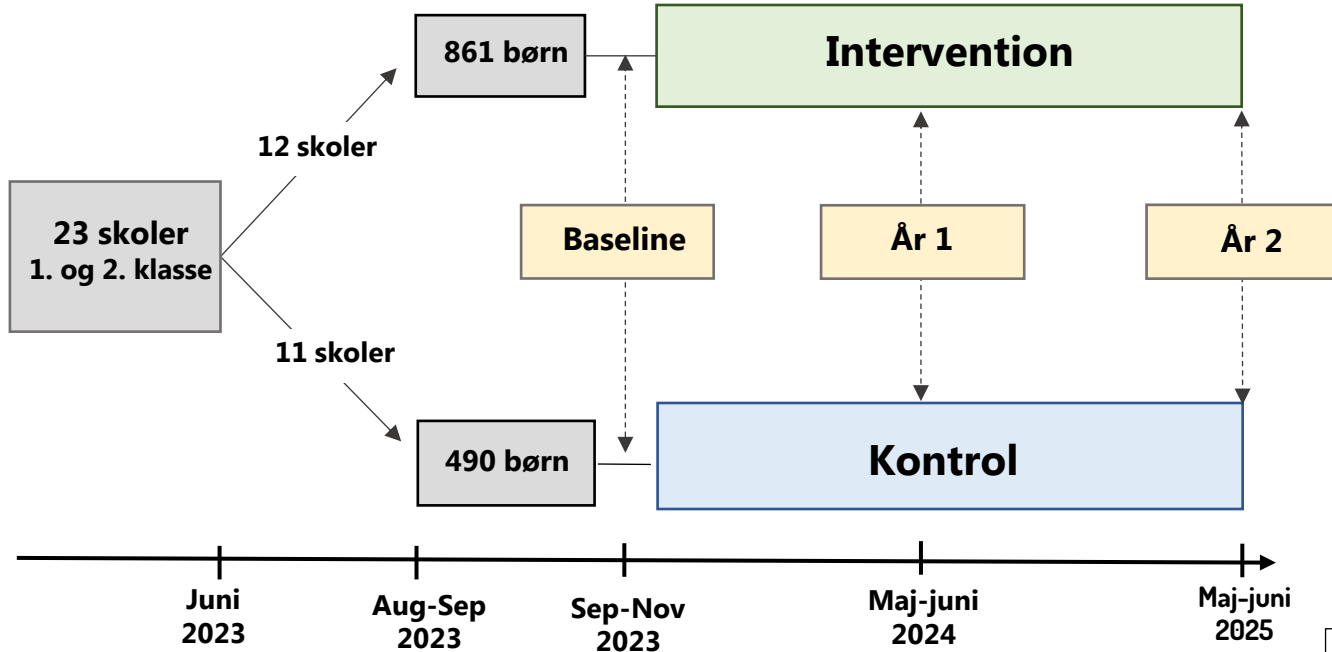 861 børn
Intervention
12 skoler
23 skoler
1. og 2. klasse
Baseline
År 1
År 2
11 skoler
490 børn
Kontrol
Juni
2023
Aug-Sep
2023
Sep-Nov
2023
Maj-juni
2024
Maj-juni
2025